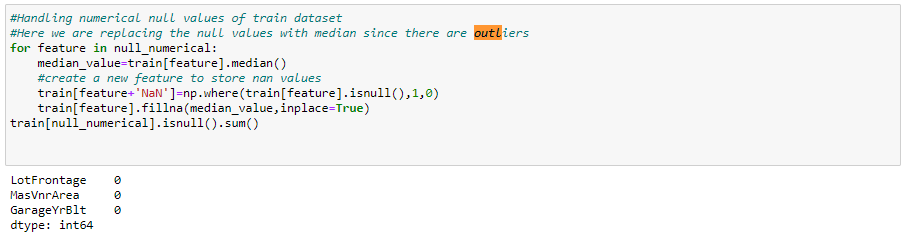 #Handling numerical null values of train dataset
#Here we are replacing the null values with median since there are outliers
for feature in null_numerical:
    median_value=train[feature].median()
    #create a new feature to store nan values
    train[feature+'NaN']=np.where(train[feature].isnull(),1,0)
    train[feature].fillna(median_value,inplace=True)
train[null_numerical].isnull().sum()
LotFrontage    0
MasVnrArea     0
GarageYrBlt    0
dtype: int64